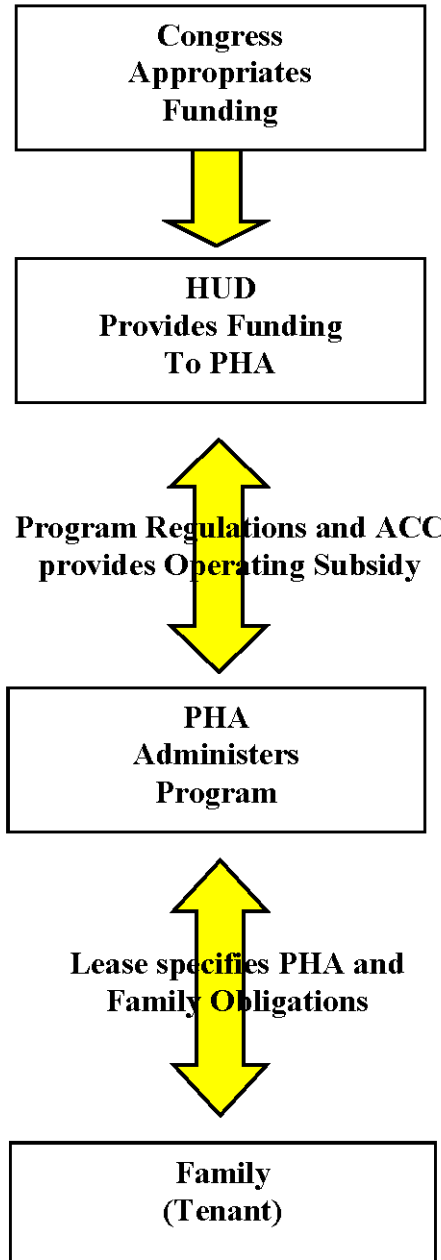 Congress
Appropriates
Funding
HUD
Provides Funding
To PHA
Program Regulations and ACC
provides Operating Subsidy
PHA
Administers
Program
Lease specifies PHA and
Family Obligations
Family
(Tenant)